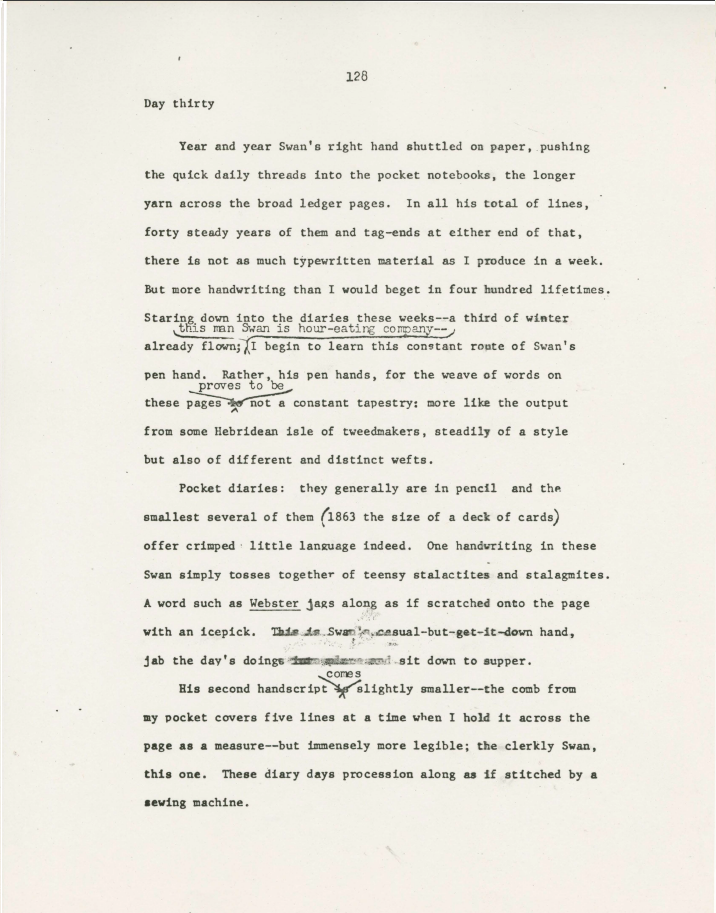 128
Day thirty
Year and year Swan's right hand shuttled on paper, pushing
the quick daily threads into the pocket notebooks, the longer
yarn across the broad ledger pages. In all his total of lines,
forty steady years of them and tag-ends at either end of that,
there is not as much typewritten material as I produce in a week.
But more handwriting than I would beget in four hundred lifetimes.
Staring down into the diaries these weeks--a third of winter
this man Swan is hour-eating company--
already flown; I begin to learn this constant route of Swan's
pen hand. Rather, his pen hands, for the weave of words on
proves to be
these pages is not a constant tapestry: more like the output
from some Hebridean isle of tweedmakers, steadily of a style
but also of different and distinct wefts.
Pocket diaries: they generally are in pencil and the
smallest several of them (1863 the size of a deck of cards)
offer crimped little language indeed. One handwriting in these
Swan simply tosses together of teensy stalactites and stalagmites.
A word such as Webster jags along as if scratched onto the page
with an icepick. This is Swan's casual-but-get-it-down hand,
jab the day's doings sit down to supper.
comes
His second handscript is slightly smaller--the comb from
my pocket covers five lines at a time when I hold it across the
page as a measure--but immensely more legible; the clerkly Swan,
this one. These diary days procession along as if stitched by a
sewing machine.